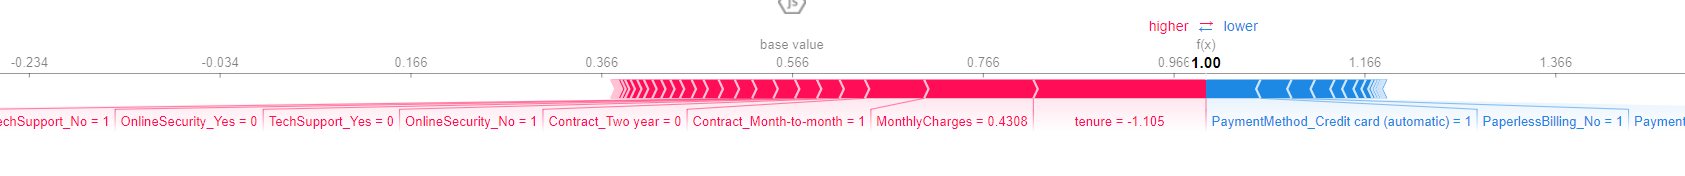 JS
higher ⇄ lower
base value f(x)
-0.234 -0.034 0.166 0.366 0.566 0.766 0.966 1.00 1.166 1.366
echSupport_No = 1 OnlineSecurity_Yes = 0 TechSupport_Yes = 0 OnlineSecurity_No = 1 Contract_Two year = 0 Contract_Month-to-month = 1 MonthlyCharges = 0.4308 tenure = -1.105 PaymentMethod_Credit card (automatic) = 1 PaperlessBilling_No = 1 Payment